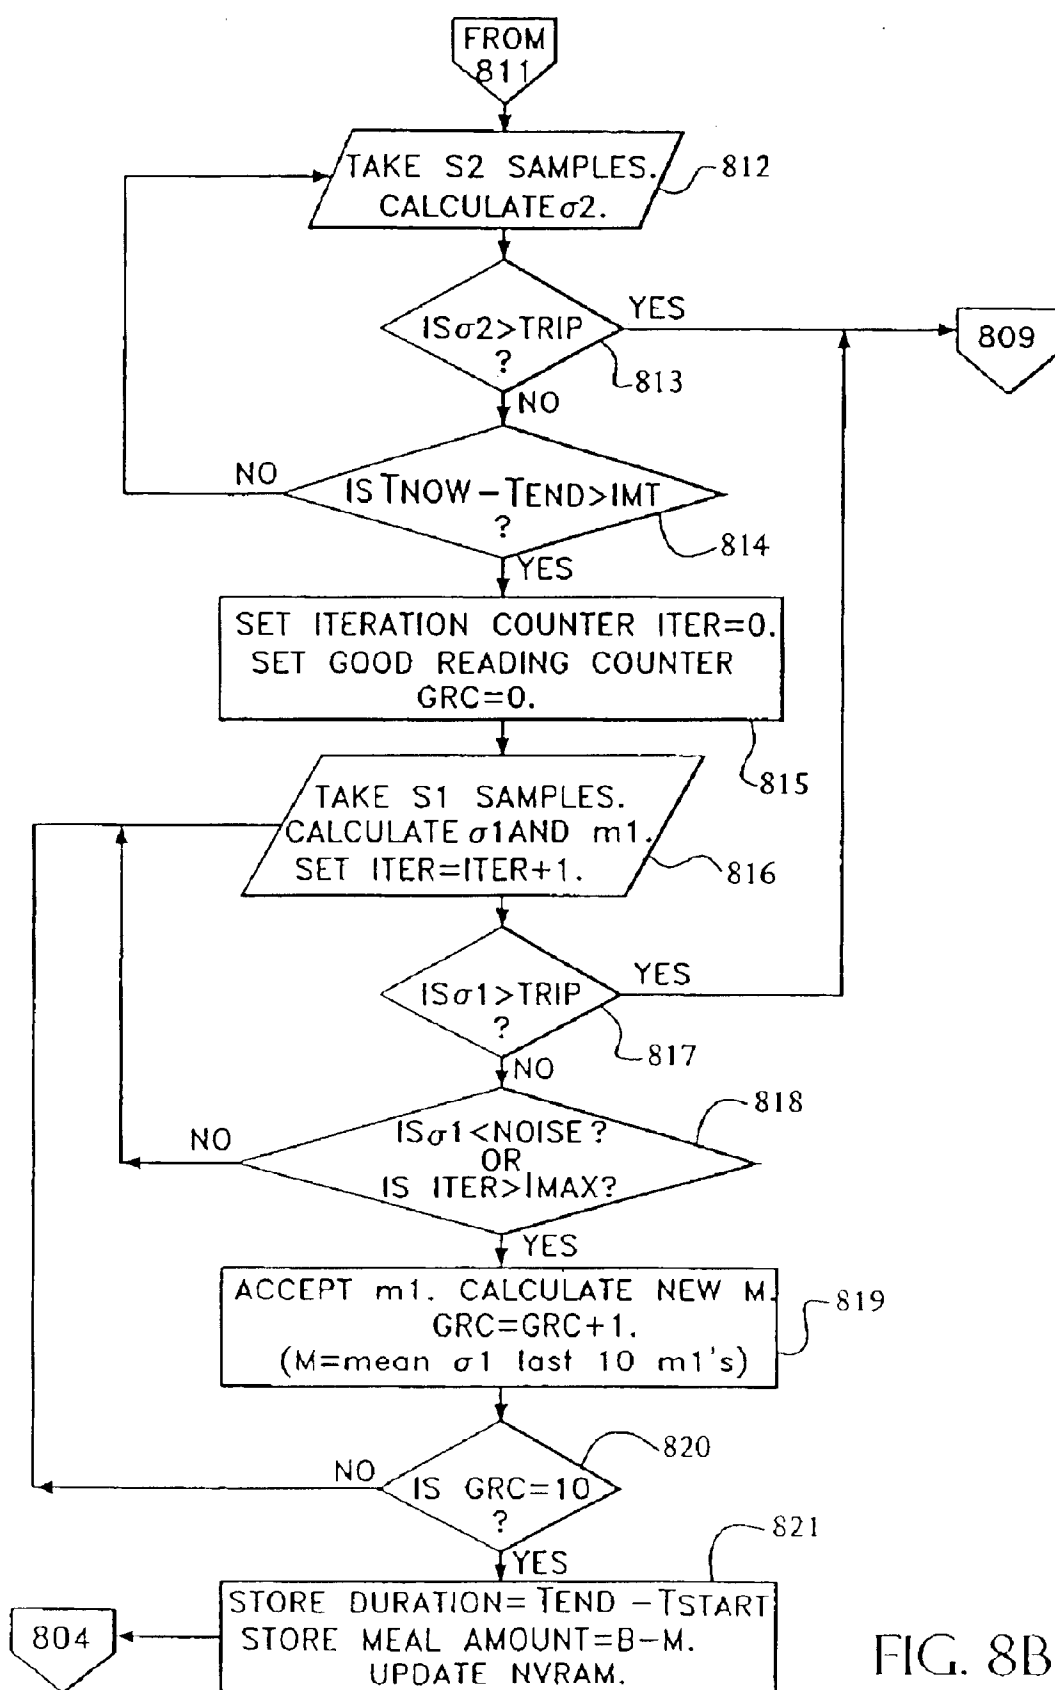 FROM
811
TAKE S2 SAMPLES.
CALCULATE σ2.
812
IS σ2>TRIP
?
YES
809
813
NO
IS TNOW – TEND>IMT
?
NO
814
YES
SET ITERATION COUNTER ITER=0.
SET GOOD READING COUNTER
GRC=0.
815
TAKE S1 SAMPLES.
CALCULATE σ1 AND m1.
SET ITER=ITER+1.
816
IS σ1>TRIP
?
YES
817
NO
818
IS σ1<NOISE?
OR
IS ITER>IMAX?
NO
YES
ACCEPT m1. CALCULATE NEW M.
GRC=GRC+1.
(M=mean σ1 last 10 m1's)
819
820
IS GRC=10
?
NO
YES
821
STORE DURATION= TEND –TSTART
STORE MEAL AMOUNT=B–M.
UPDATE NVRAM.
804
FIG. 8B